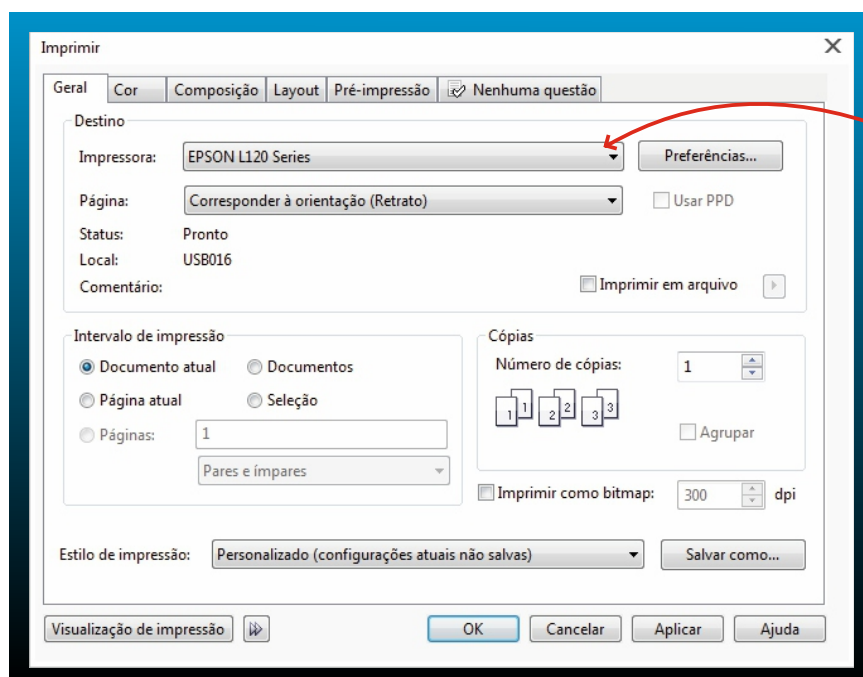 Imprimir
Geral Cor Composição Layout Pré-impressão Nenhuma questão
Destino
Impressora: EPSON L120 Series Preferências...
Página: Corresponder à orientação (Retrato) Usar PPD
Status: Pronto
Local: USB016
Comentário: Imprimir em arquivo
Intervalo de impressão
Documento atual Documentos
Página atual Seleção
Páginas: 1
Pares e ímpares
Cópias
Número de cópias: 1
1 1 2 2 3 3
Agrupar
Imprimir como bitmap: 300 dpi
Estilo de impressão: Personalizado (configurações atuais não salvas) Salvar como...
Visualização de impressão OK Cancelar Aplicar Ajuda